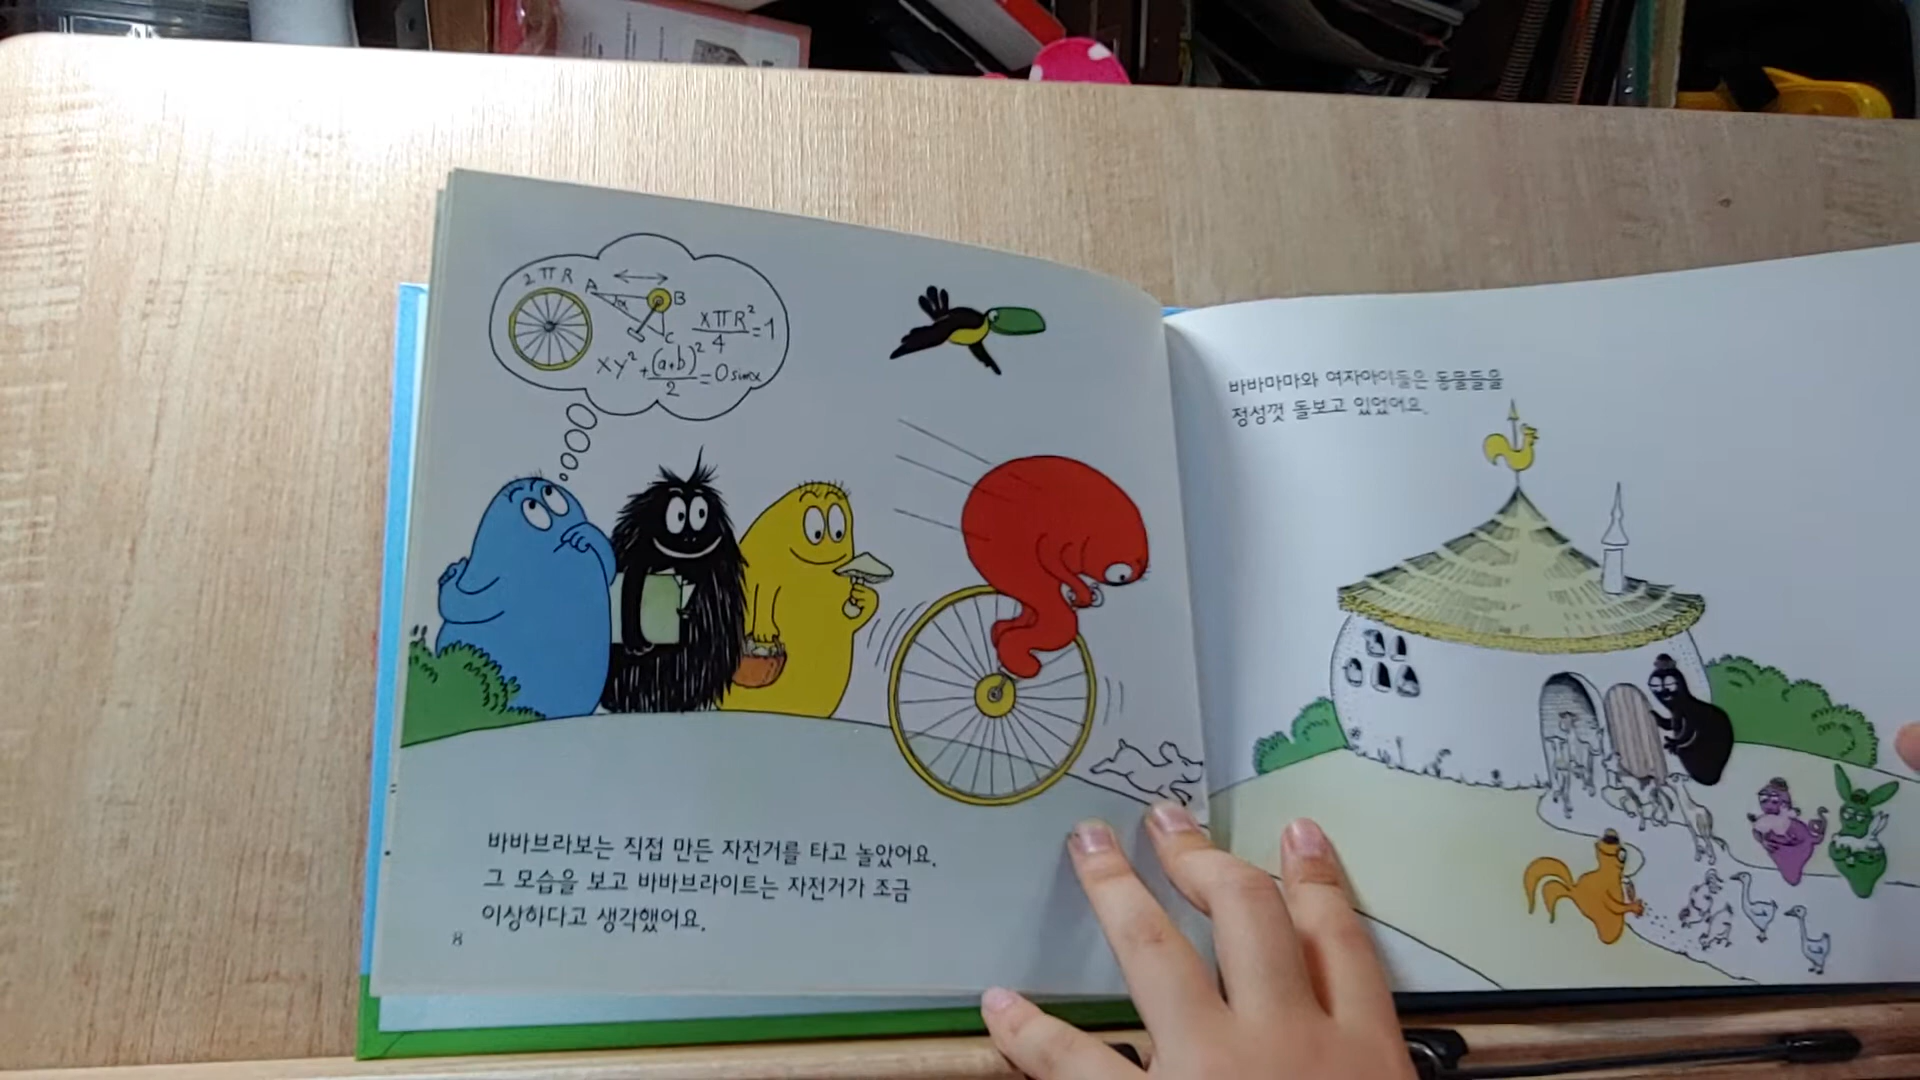 2πR
A
B
α
C
xπR²/4=1
xy²+(a+b)²/2=0sinα
바바브라보는 직접 만든 자전거를 타고 놀았어요.
그 모습을 보고 바바브라이트는 자전거가 조금
이상하다고 생각했어요.
8
바바마마와 여자아이들은 동물들을
정성껏 돌보고 있었어요.